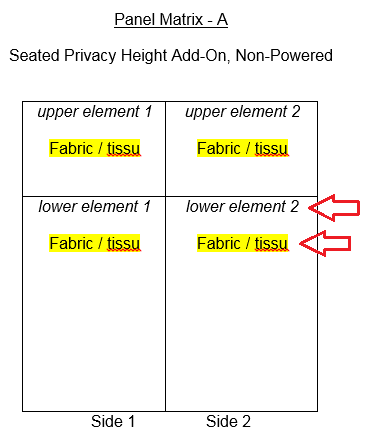 Panel Matrix - A
Seated Privacy Height Add-On, Non-Powered
upper element 1 upper element 2
Fabric / tissu Fabric / tissu
lower element 1 lower element 2
Fabric / tissu Fabric / tissu
Side 1 Side 2